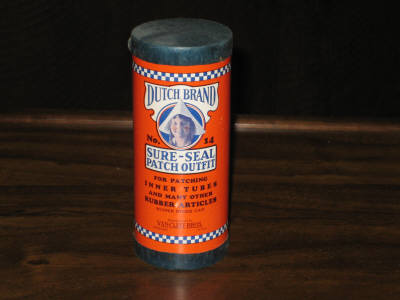 DUTCH BRAND
No. 14
SURE-SEAL
PATCH OUTFIT
FOR PATCHING
INNER TUBES
AND MANY OTHER
RUBBER ARTICLES
VAN CLEEF BROS.